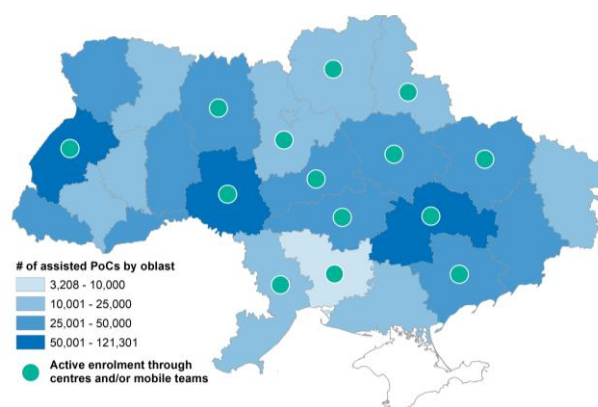 # of assisted PoCs by oblast
3,208 - 10,000
10,001 - 25,000
25,001 - 50,000
50,001 - 121,301
Active enrolment through
centres and/or mobile teams